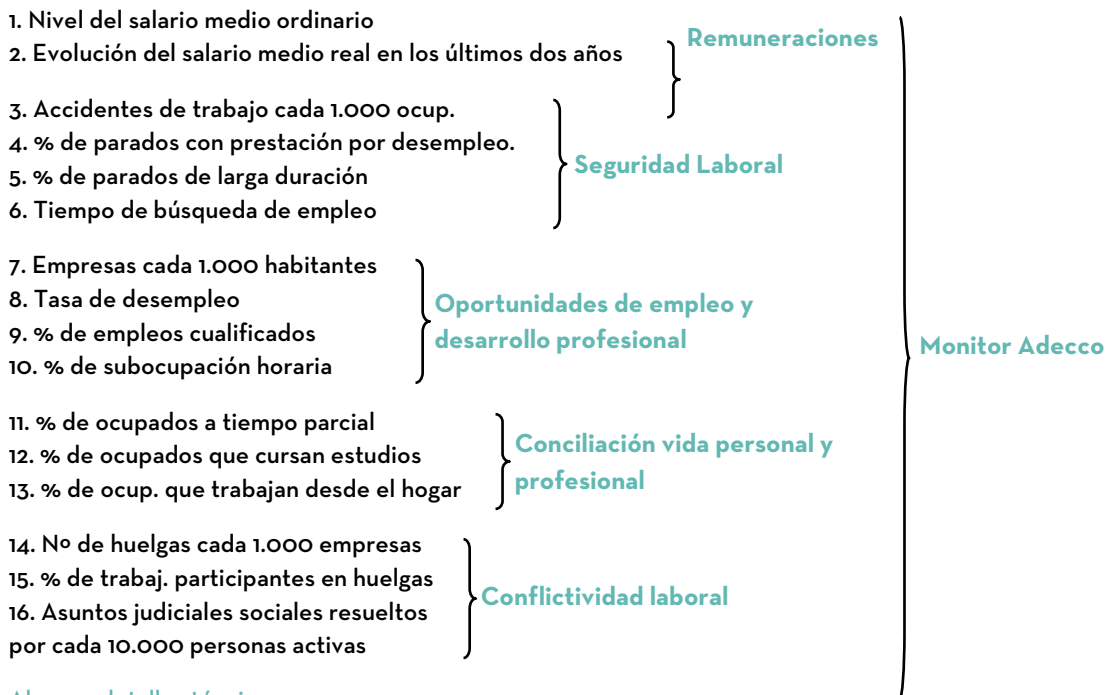 1. Nivel del salario medio ordinario
2. Evolución del salario medio real en los últimos dos años
Remuneraciones
3. Accidentes de trabajo cada 1.000 ocup.
4. % de parados con prestación por desempleo.
5. % de parados de larga duración
6. Tiempo de búsqueda de empleo
Seguridad Laboral
7. Empresas cada 1.000 habitantes
8. Tasa de desempleo
9. % de empleos cualificados
10. % de subocupación horaria
Oportunidades de empleo y
desarrollo profesional
11. % de ocupados a tiempo parcial
12. % de ocupados que cursan estudios
13. % de ocup. que trabajan desde el hogar
Conciliación vida personal y
profesional
14. Nº de huelgas cada 1.000 empresas
15. % de trabaj. participantes en huelgas
16. Asuntos judiciales sociales resueltos
por cada 10.000 personas activas
Conflictividad laboral
Monitor Adecco